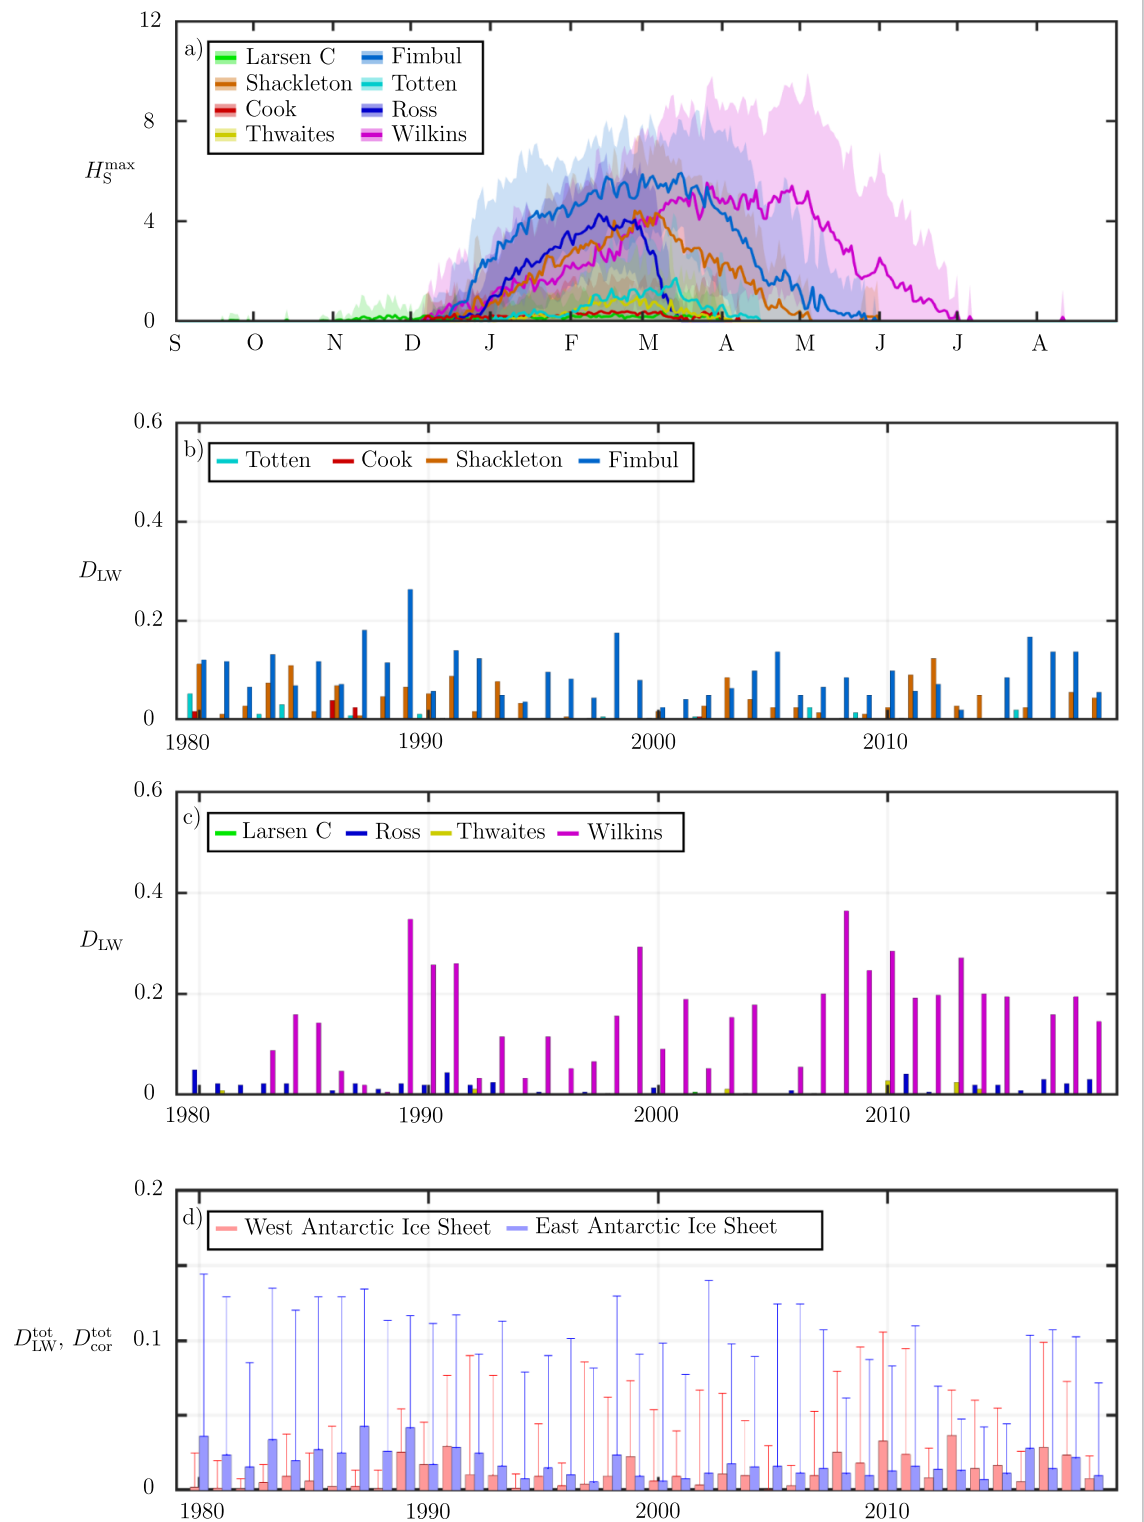 12
a)
Larsen C
Fimbul
Shackleton
Totten
Cook
Ross
Thwaites
Wilkins
8
H_S^max
4
0
S O N D J F M A M J J A
0.6
b)
Totten Cook Shackleton Fimbul
0.4
D_LW
0.2
0
1980 1990 2000 2010
0.6
c)
Larsen C Ross Thwaites Wilkins
0.4
D_LW
0.2
0
1980 1990 2000 2010
0.2
d)
West Antarctic Ice Sheet East Antarctic Ice Sheet
D_LW^tot, D_cor^tot
0.1
0
1980 1990 2000 2010